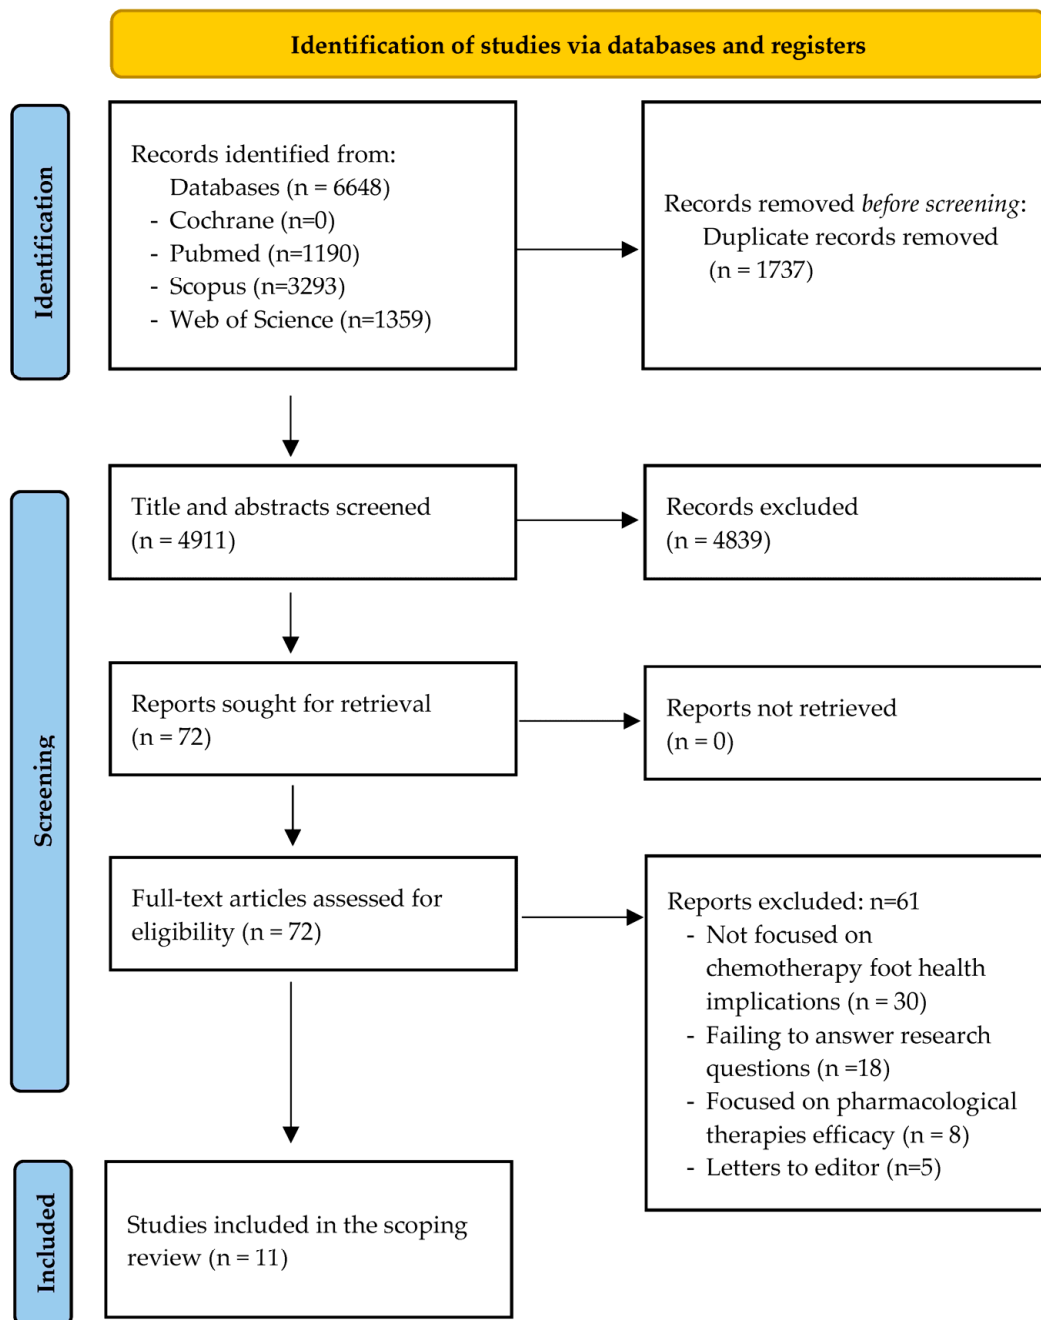 Identification of studies via databases and registers
Identification
Records identified from:
Databases (n = 6648)
- Cochrane (n=0)
- Pubmed (n=1190)
- Scopus (n=3293)
- Web of Science (n=1359)
Records removed before screening:
Duplicate records removed
(n = 1737)
Screening
Title and abstracts screened
(n = 4911)
Records excluded
(n = 4839)
Reports sought for retrieval
(n = 72)
Reports not retrieved
(n = 0)
Full-text articles assessed for
eligibility (n = 72)
Reports excluded: n=61
- Not focused on
chemotherapy foot health
implications (n = 30)
- Failing to answer research
questions (n =18)
- Focused on pharmacological
therapies efficacy (n = 8)
- Letters to editor (n=5)
Included
Studies included in the scoping
review (n = 11)